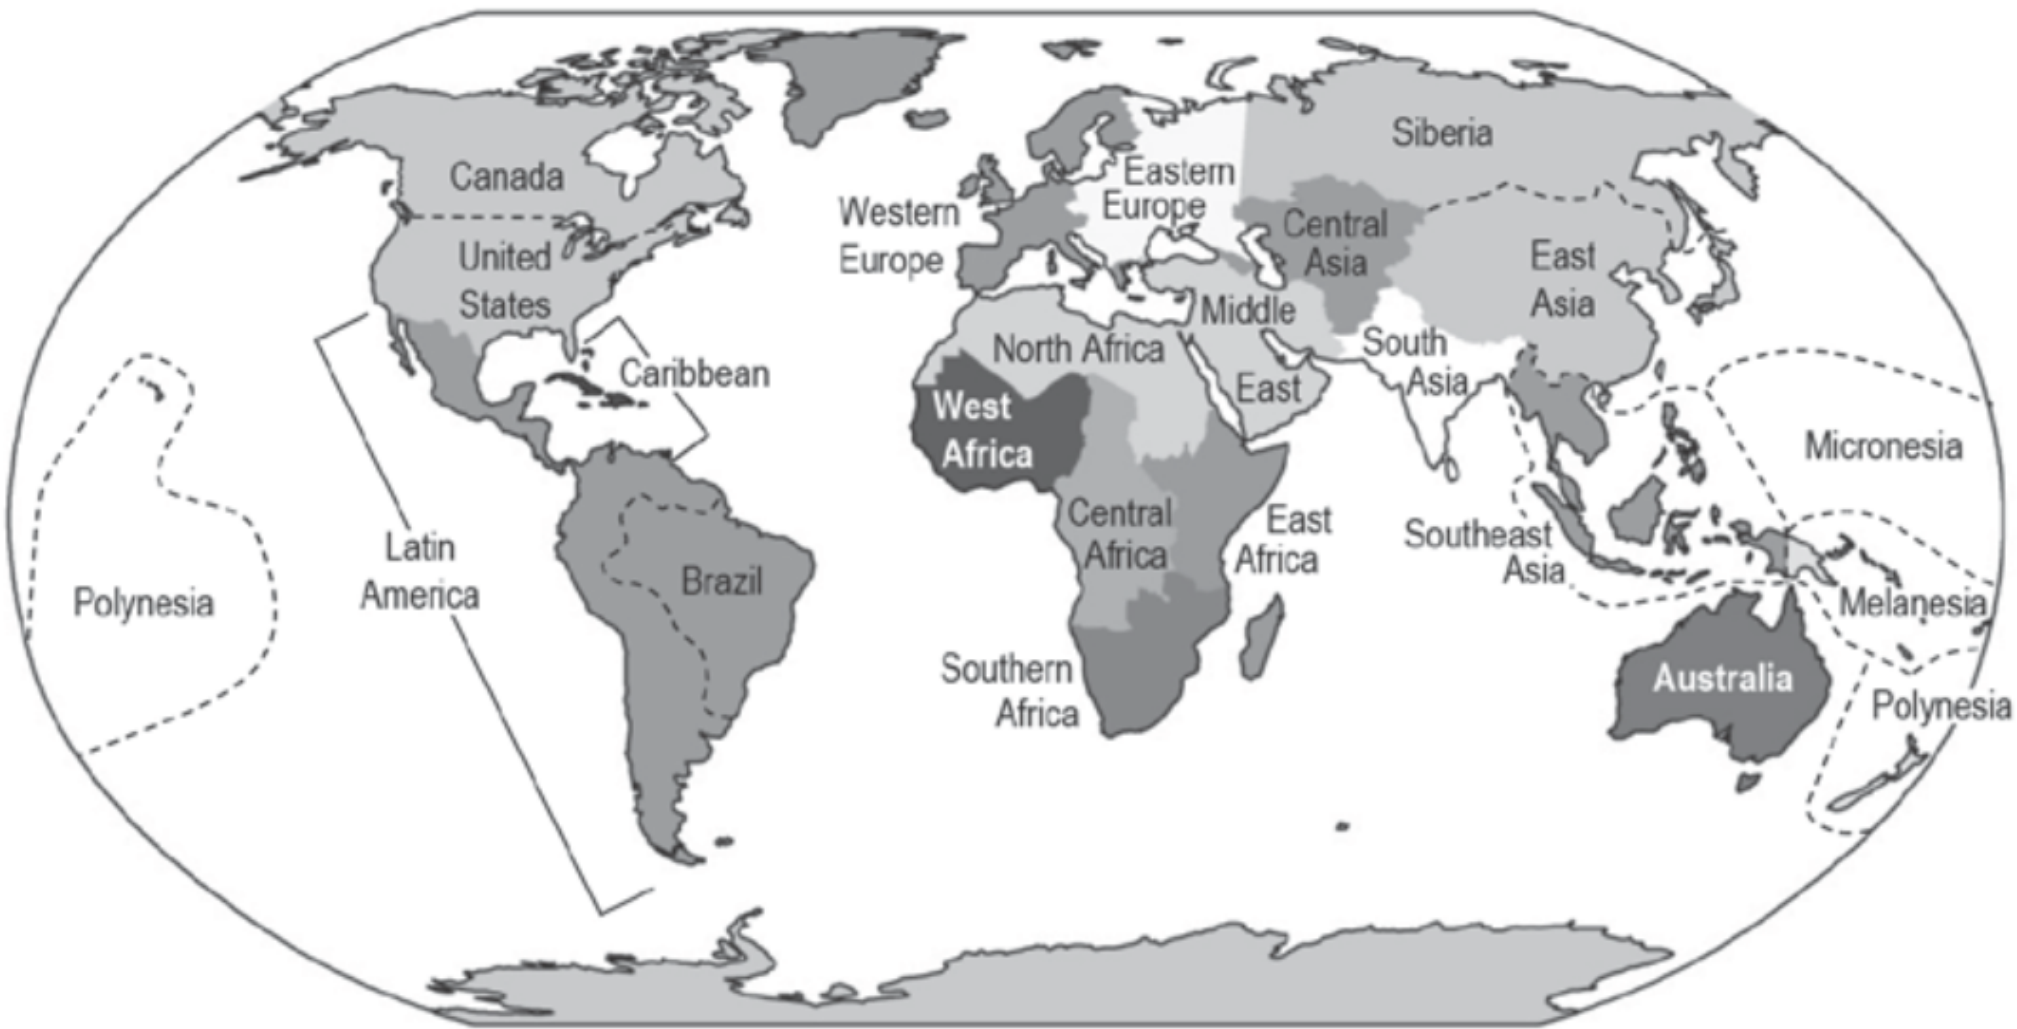 Siberia
Canada
Eastern
Europe
Western
Europe
Central
Asia
United
States
East
Asia
Middle
East
North Africa
South
Asia
Caribbean
West
Africa
Micronesia
Central
Africa
East
Africa
Southeast
Asia
Latin
America
Brazil
Polynesia
Melanesia
Southern
Africa
Australia
Polynesia